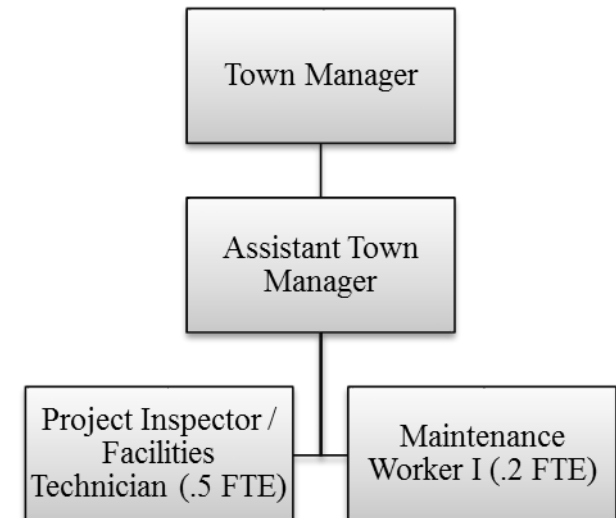 Town Manager
Assistant Town
Manager
Project Inspector /
Facilities
Technician (.5 FTE)
Maintenance
Worker I (.2 FTE)